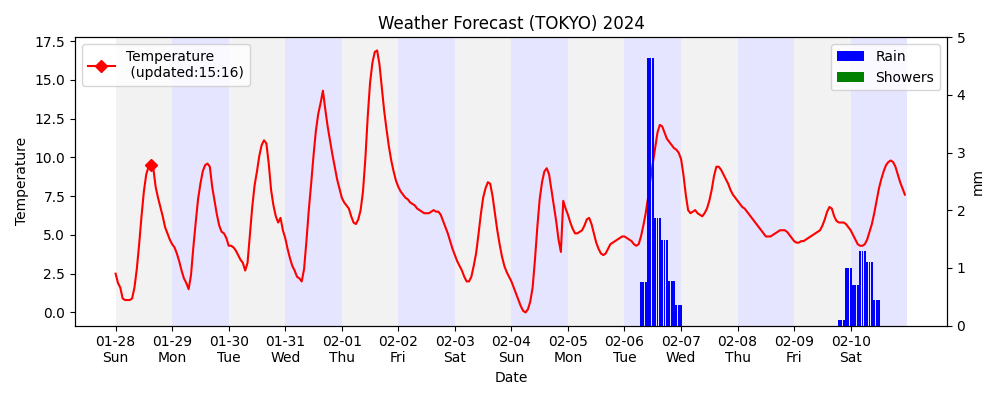 Weather Forecast (TOKYO) 2024
Temperature
(updated:15:16)
Rain
Showers
17.5
15.0
12.5
10.0
7.5
5.0
2.5
0.0
Temperature
5
4
3
2
1
0
mm
01-28 01-29 01-30 01-31 02-01 02-02 02-03 02-04 02-05 02-06 02-07 02-08 02-09 02-10
Sun Mon Tue Wed Thu Fri Sat Sun Mon Tue Wed Thu Fri Sat
Date